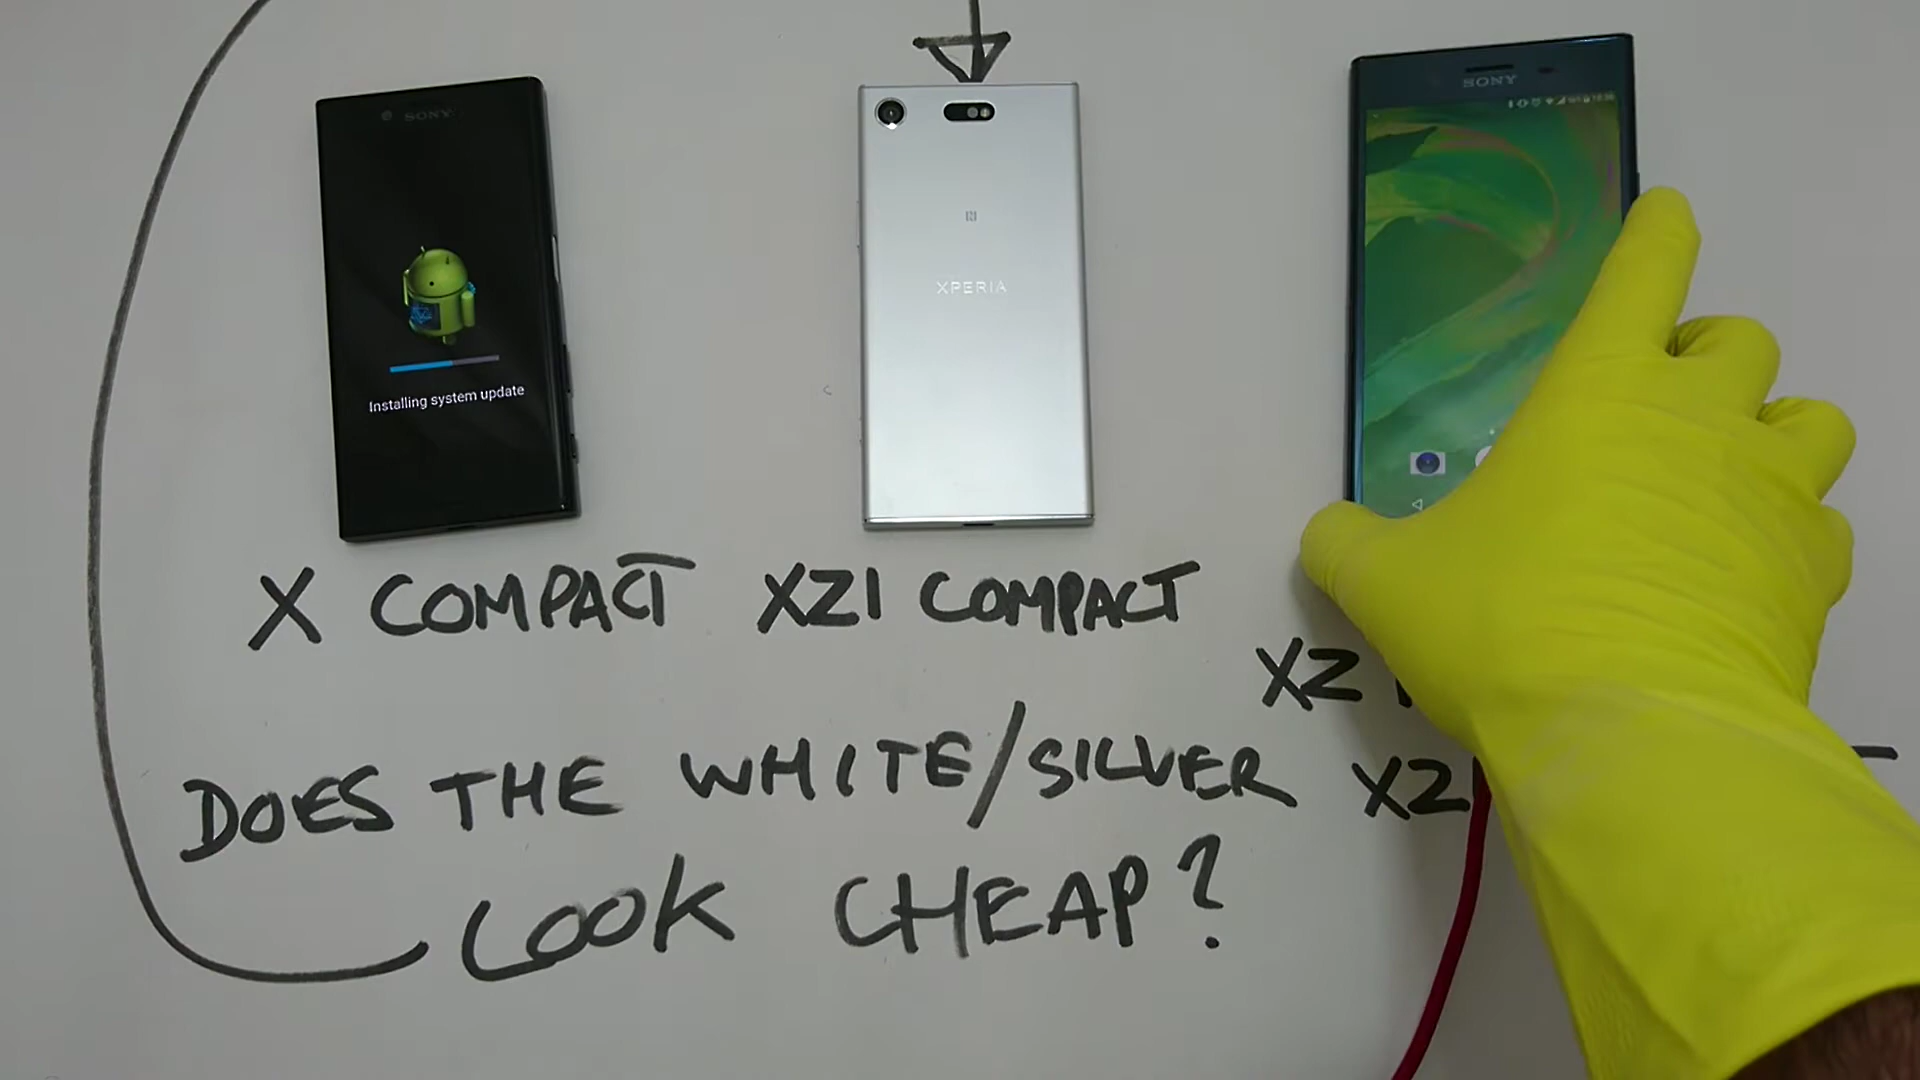 SONY
Installing system update
XPERIA
SONY
X COMPACT
XZ1 COMPACT
XZ
DOES THE WHITE/SILVER
XZ
LOOK CHEAP?